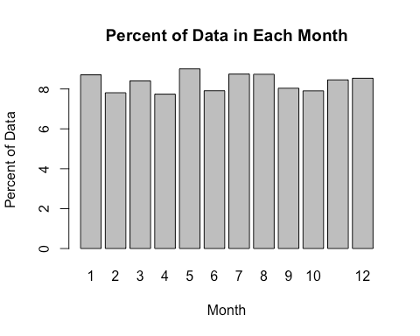 Percent of Data in Each Month
Percent of Data
8
6
4
2
0
1 2 3 4 5 6 7 8 9 10 12
Month